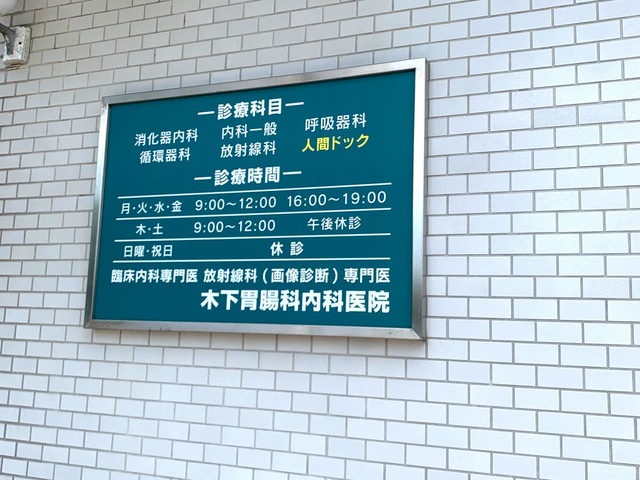 ー診療科目ー
消化器内科 内科一般 呼吸器科
循環器科 放射線科 人間ドック
ー診療時間ー
月・火・水・金 9:00～12:00 16:00～19:00
木・土 9:00～12:00 午後休診
日曜・祝日 休診
臨床内科専門医 放射線科(画像診断)専門医
木下胃腸科内科医院